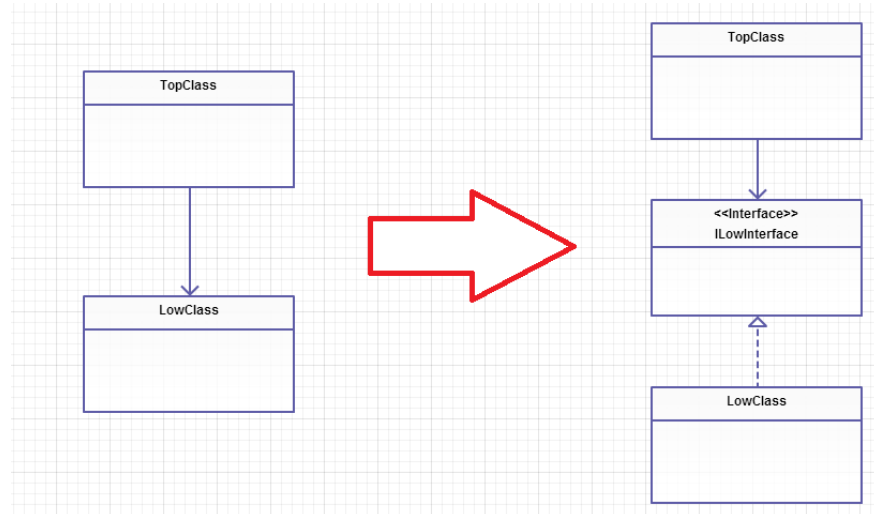 TopClass
LowClass
TopClass
<<Interface>>
ILowInterface
LowClass